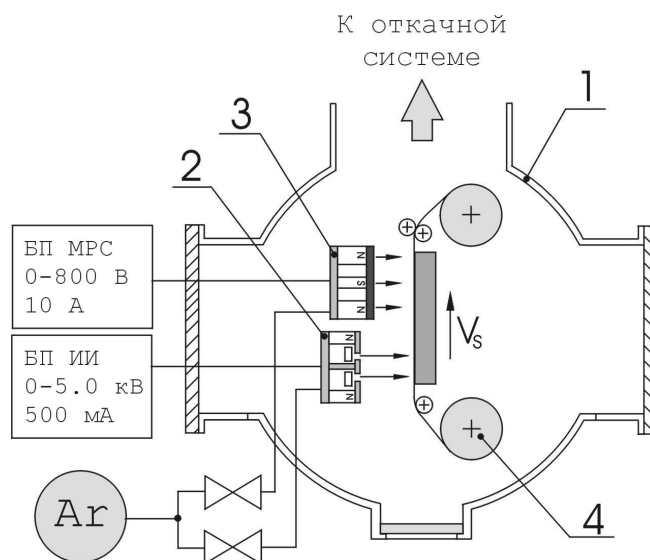 К откачной
системе
1
3
2
БП МРС
0-800 В
10 А
N
S
N
БП ИИ
0-5.0 кВ
500 мА
N
N
Vs
Ar
4